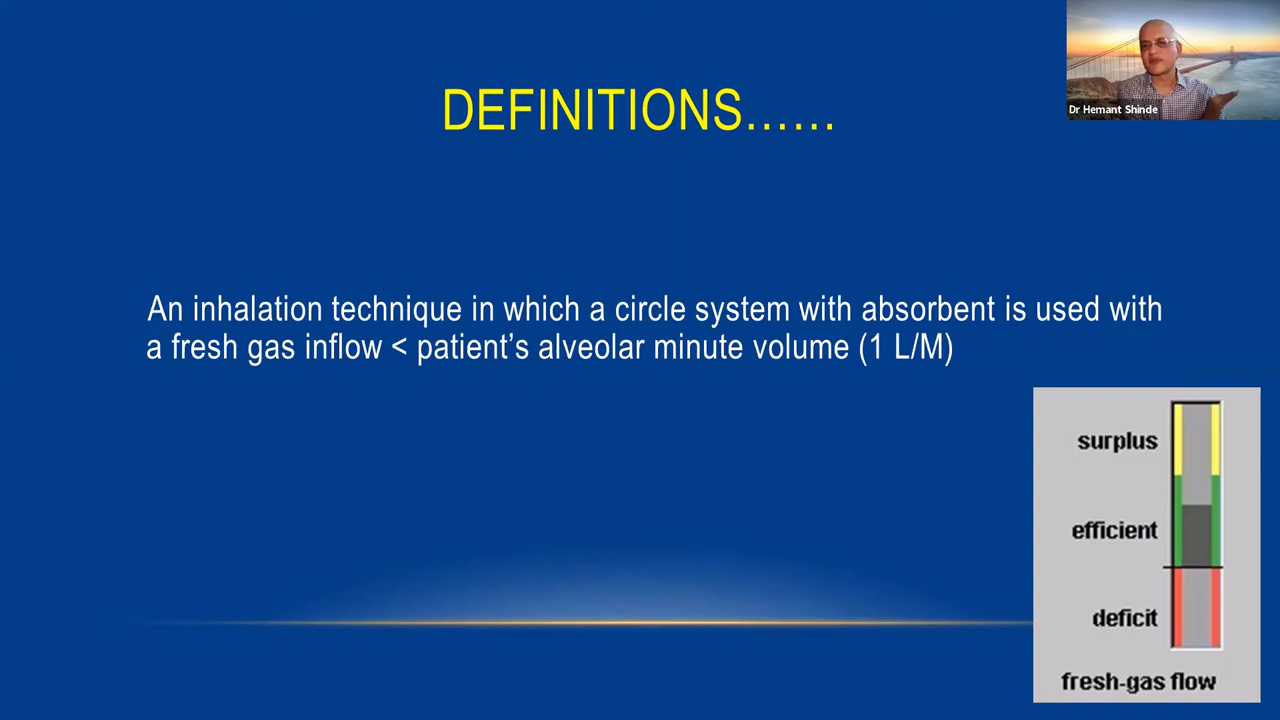 DEFINITIONS......
Dr Hemant Shinde
An inhalation technique in which a circle system with absorbent is used with
a fresh gas inflow < patient’s alveolar minute volume (1 L/M)
surplus
efficient
deficit
fresh-gas flow